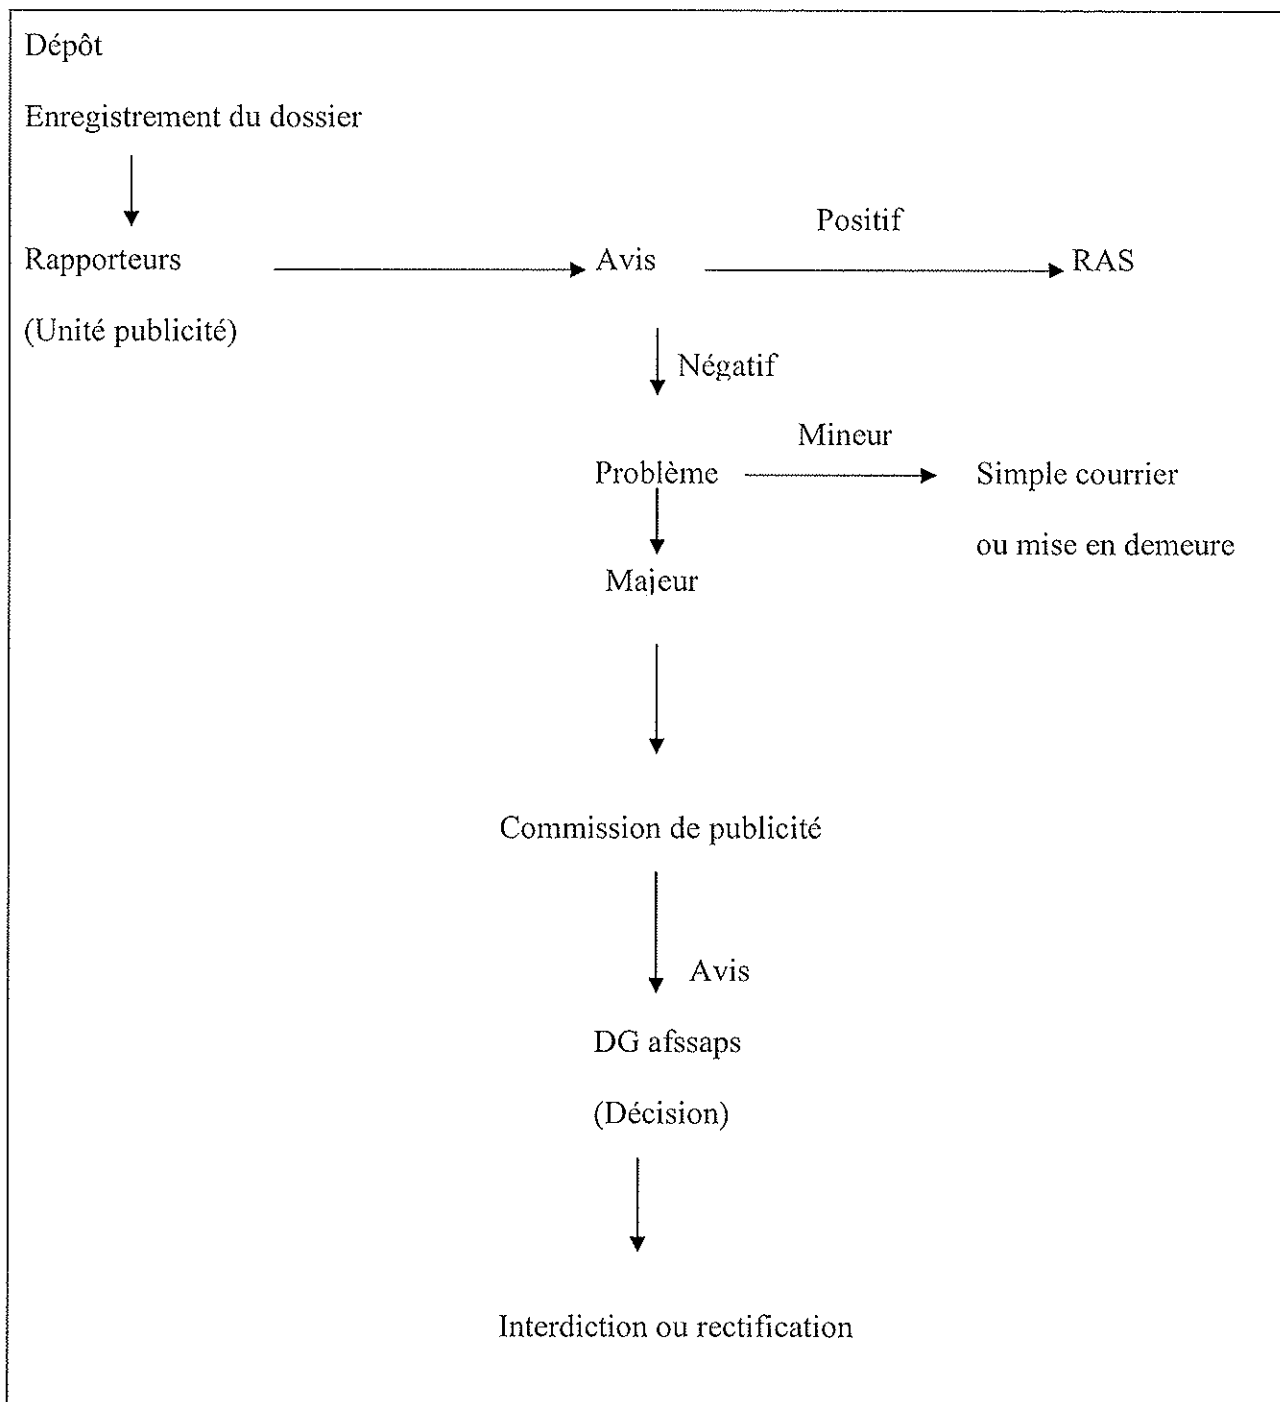 Dépôt
Enregistrement du dossier
Positif
Rapporteurs
Avis
RAS
(Unité publicité)
Négatif
Mineur
Problème
Simple courrier
ou mise en demeure
Majeur
Commission de publicité
Avis
DG afssaps
(Décision)
Interdiction ou rectification